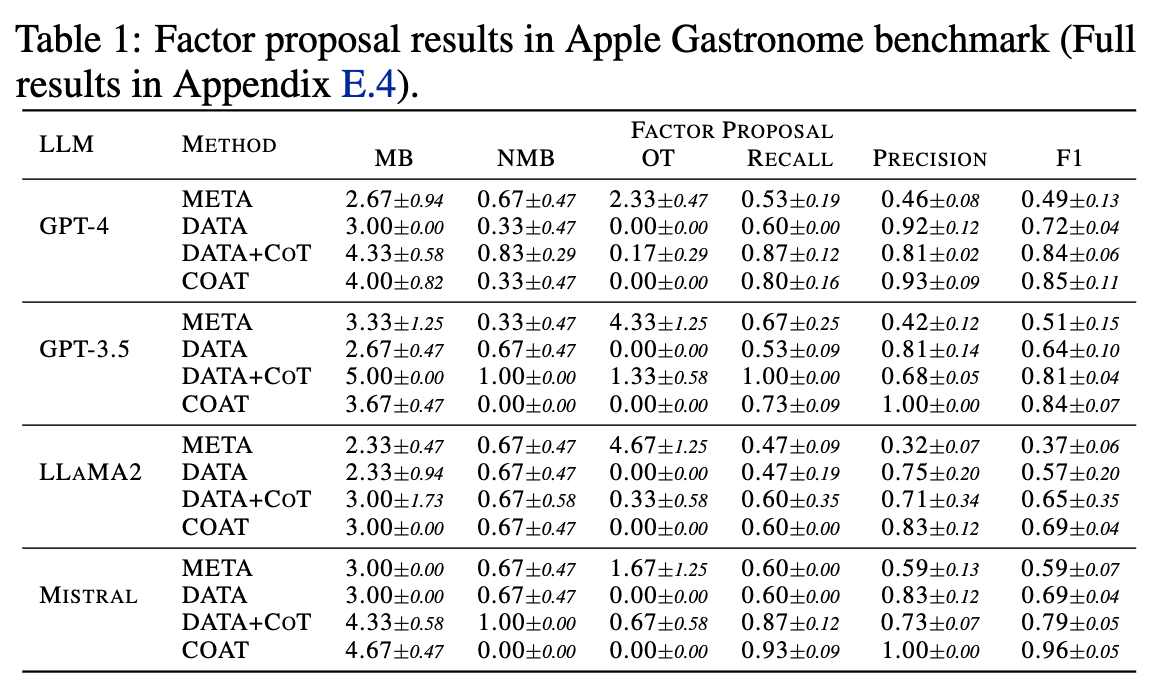 Table 1: Factor proposal results in Apple Gastronome benchmark (Full
results in Appendix E.4).
LLM METHOD FACTOR PROPOSAL
MB NMB OT RECALL PRECISION F1
META 2.67±0.94 0.67±0.47 2.33±0.47 0.53±0.19 0.46±0.08 0.49±0.13
GPT-4 DATA 3.00±0.00 0.33±0.47 0.00±0.00 0.60±0.00 0.92±0.12 0.72±0.04
DATA+COT 4.33±0.58 0.83±0.29 0.17±0.29 0.87±0.12 0.81±0.02 0.84±0.06
COAT 4.00±0.82 0.33±0.47 0.00±0.00 0.80±0.16 0.93±0.09 0.85±0.11
META 3.33±1.25 0.33±0.47 4.33±1.25 0.67±0.25 0.42±0.12 0.51±0.15
GPT-3.5 DATA 2.67±0.47 0.67±0.47 0.00±0.00 0.53±0.09 0.81±0.14 0.64±0.10
DATA+COT 5.00±0.00 1.00±0.00 1.33±0.58 1.00±0.00 0.68±0.05 0.81±0.04
COAT 3.67±0.47 0.00±0.00 0.00±0.00 0.73±0.09 1.00±0.00 0.84±0.07
META 2.33±0.47 0.67±0.47 4.67±1.25 0.47±0.09 0.32±0.07 0.37±0.06
LLAMA2 DATA 2.33±0.94 0.67±0.47 0.00±0.00 0.47±0.19 0.75±0.20 0.57±0.20
DATA+COT 3.00±1.73 0.67±0.58 0.33±0.58 0.60±0.35 0.71±0.34 0.65±0.35
COAT 3.00±0.00 0.67±0.47 0.00±0.00 0.60±0.00 0.83±0.12 0.69±0.04
META 3.00±0.00 0.67±0.47 1.67±1.25 0.60±0.00 0.59±0.13 0.59±0.07
MISTRAL DATA 3.00±0.00 0.67±0.47 0.00±0.00 0.60±0.00 0.83±0.12 0.69±0.04
DATA+COT 4.33±0.58 1.00±0.00 0.67±0.58 0.87±0.12 0.73±0.07 0.79±0.05
COAT 4.67±0.47 0.00±0.00 0.00±0.00 0.93±0.09 1.00±0.00 0.96±0.05